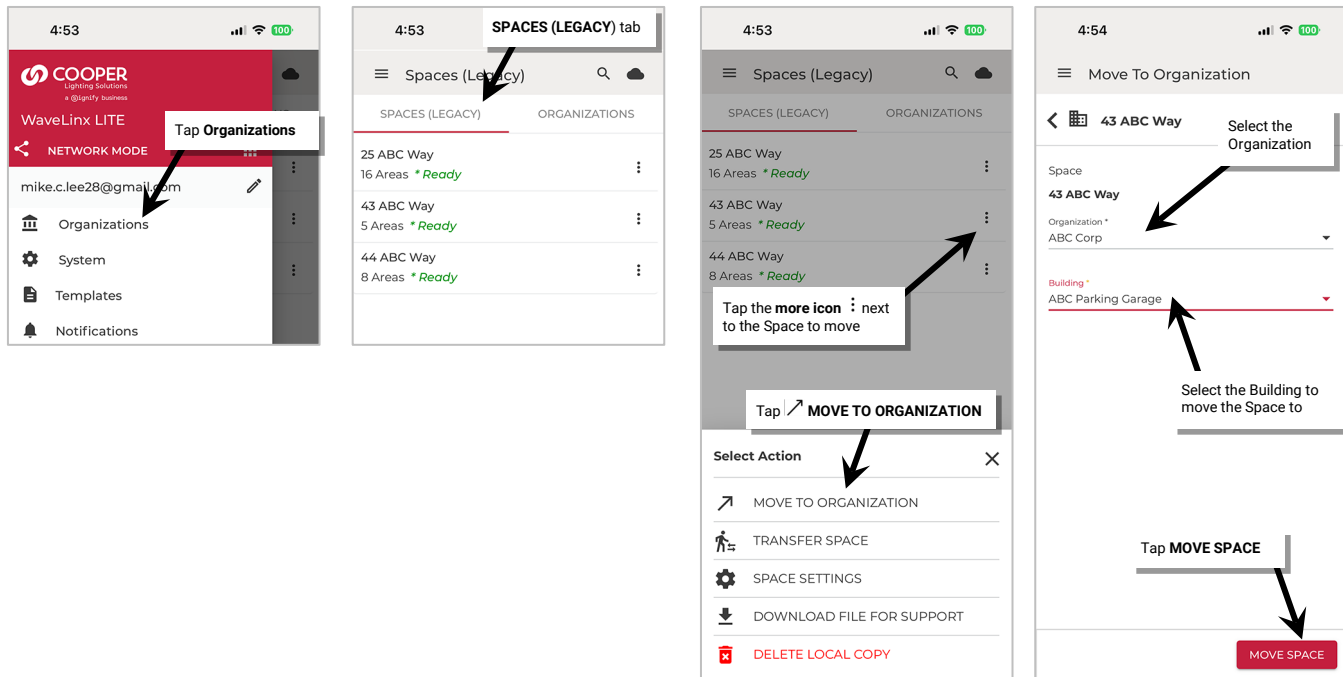 4:53
100
COOPER
Lighting Solutions
a Signify business
WaveLinx LITE
NETWORK MODE
Tap Organizations
mike.c.lee28@gmail.com
Organizations
System
Templates
Notifications
4:53
SPACES (LEGACY) tab
Spaces (Legacy)
SPACES (LEGACY) ORGANIZATIONS
25 ABC Way
16 Areas * Ready
43 ABC Way
5 Areas * Ready
44 ABC Way
8 Areas * Ready
4:53
100
Spaces (Legacy)
SPACES (LEGACY) ORGANIZATIONS
25 ABC Way
16 Areas * Ready
43 ABC Way
5 Areas * Ready
44 ABC Way
8 Areas * Ready
Tap the more icon ⋮ next
to the Space to move
Tap ↗ MOVE TO ORGANIZATION
Select Action
MOVE TO ORGANIZATION
TRANSFER SPACE
SPACE SETTINGS
DOWNLOAD FILE FOR SUPPORT
DELETE LOCAL COPY
4:54
100
Move To Organization
43 ABC Way
Select the
Organization
Space
43 ABC Way
Organization *
ABC Corp
Building *
ABC Parking Garage
Select the Building to
move the Space to
Tap MOVE SPACE
MOVE SPACE